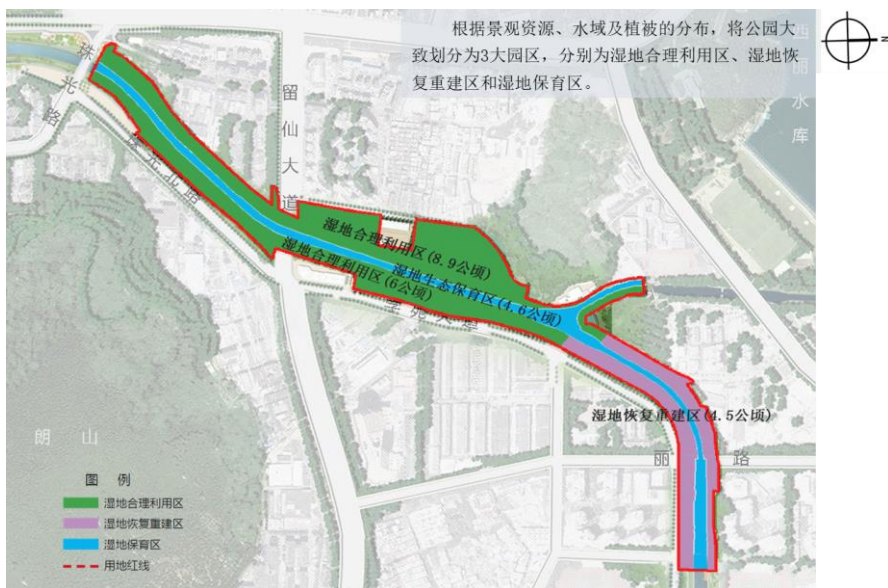 根据景观资源、水域及植被的分布，将公园大
致划分为3大园区，分别为湿地合理利用区、湿地恢
复重建区和湿地保育区。
N
西丽水库
珠光路
留仙大道
珠光北路
湿地合理利用区(8.9公顷)
湿地合理利用区(6公顷)
湿地生态保育区(4.6公顷)
湿地恢复重建区(4.5公顷)
丽 路
朗 山
图 例
湿地合理利用区
湿地恢复重建区
湿地保育区
用地红线